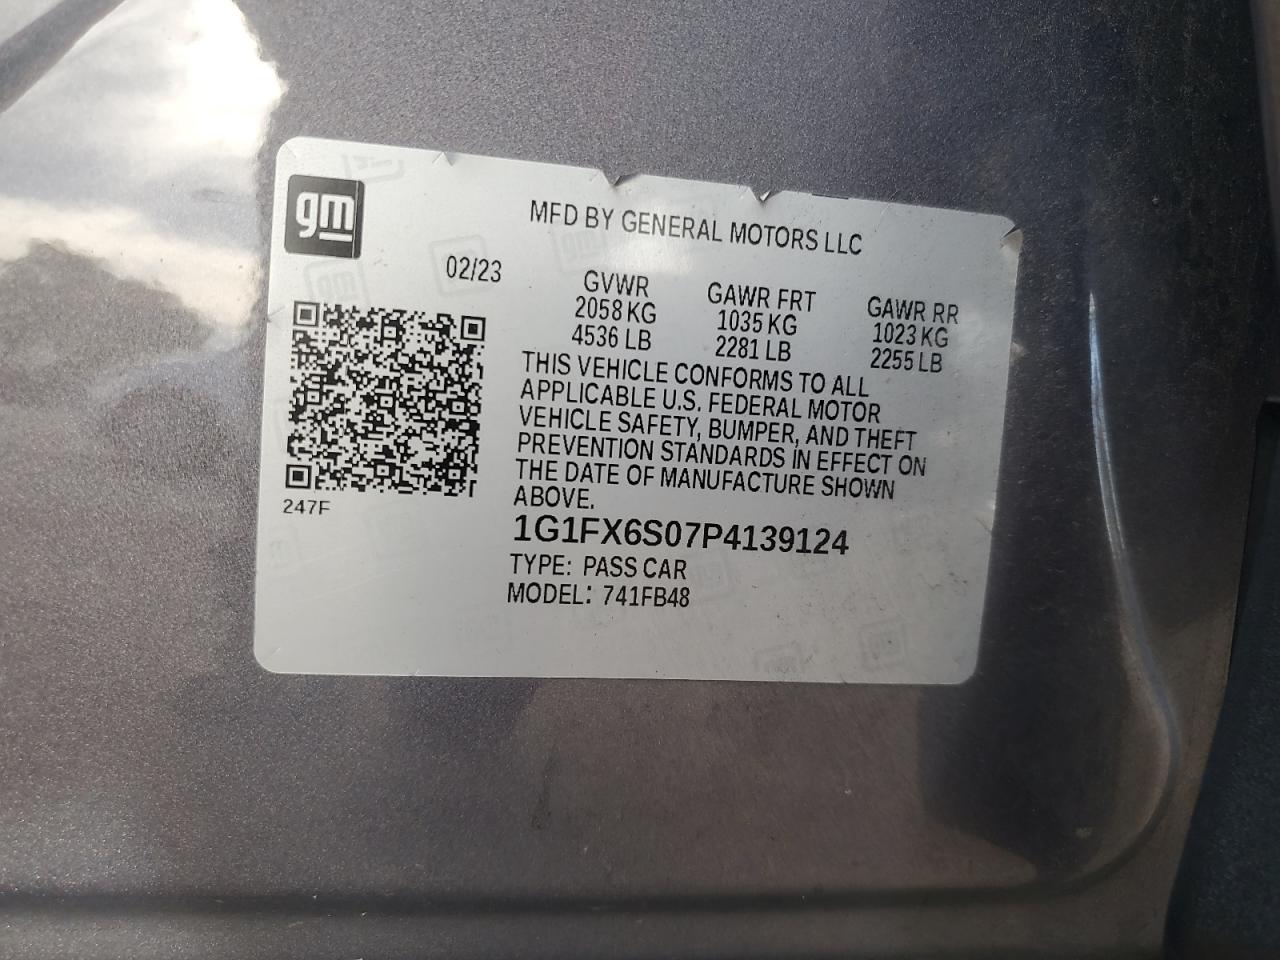 gm
MFD BY GENERAL MOTORS LLC
02/23
GVWR GAWR FRT GAWR RR
2058 KG 1035 KG 1023 KG
4536 LB 2281 LB 2255 LB
THIS VEHICLE CONFORMS TO ALL
APPLICABLE U.S. FEDERAL MOTOR
VEHICLE SAFETY, BUMPER, AND THEFT
PREVENTION STANDARDS IN EFFECT ON
THE DATE OF MANUFACTURE SHOWN
ABOVE.
247F
1G1FX6S07P4139124
TYPE: PASS CAR
MODEL: 741FB48